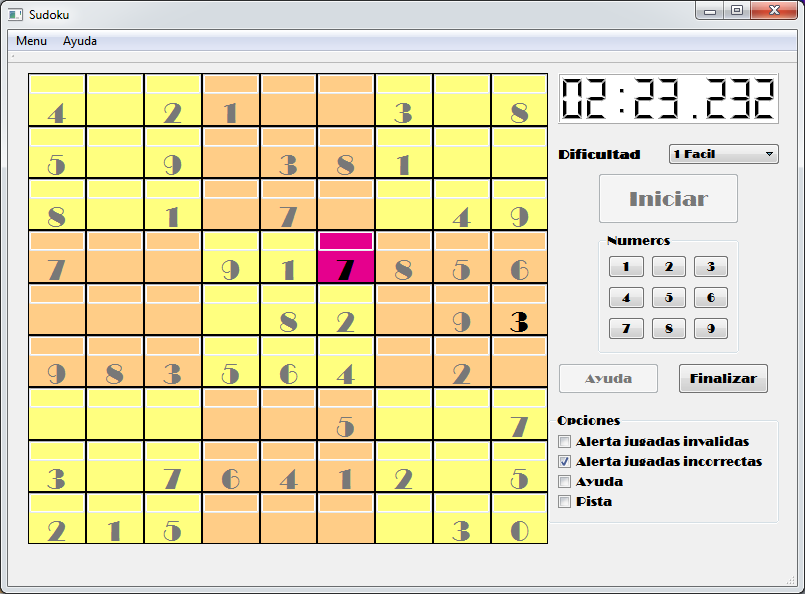 Sudoku
Menu Ayuda
4 2 1 3 8
5 9 3 8 1
8 1 7 4 9
7 9 1 7 8 5 6
8 2 9 3
9 8 3 5 6 4 2
5 7
3 7 6 4 1 2 5
2 1 5 3 0
02:23.232
Dificultad 1 Facil
Iniciar
Numeros
1 2 3
4 5 6
7 8 9
Ayuda Finalizar
Opciones
Alerta jugadas invalidas
Alerta jugadas incorrectas
Ayuda
Pista